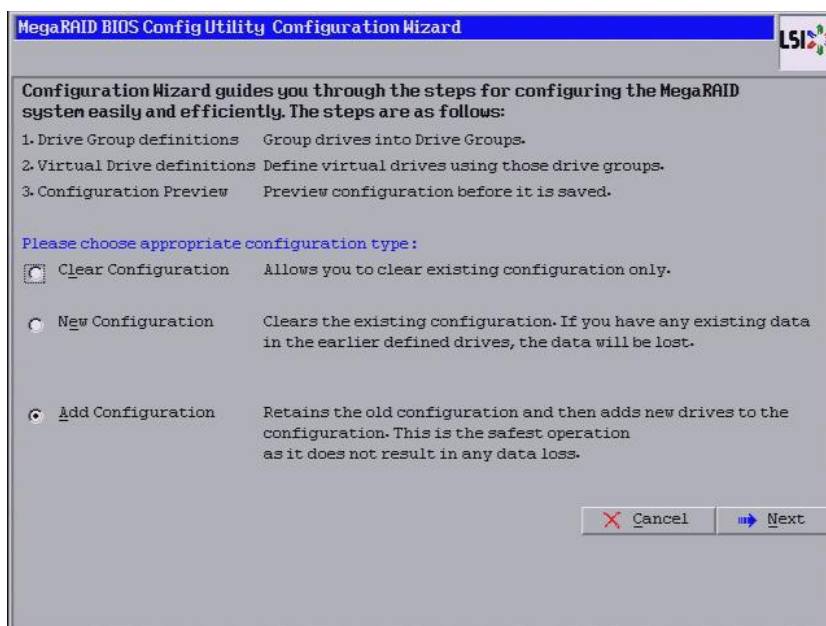 MegaRAID BIOS Config Utility Configuration Wizard
LSI
Configuration Wizard guides you through the steps for configuring the MegaRAID
system easily and efficiently. The steps are as follows:
1. Drive Group definitions Group drives into Drive Groups.
2. Virtual Drive definitions Define virtual drives using those drive groups.
3. Configuration Preview Preview configuration before it is saved.
Please choose appropriate configuration type:
Clear Configuration Allows you to clear existing configuration only.
New Configuration Clears the existing configuration. If you have any existing data
in the earlier defined drives, the data will be lost.
Add Configuration Retains the old configuration and then adds new drives to the
configuration. This is the safest operation
as it does not result in any data loss.
Cancel Next